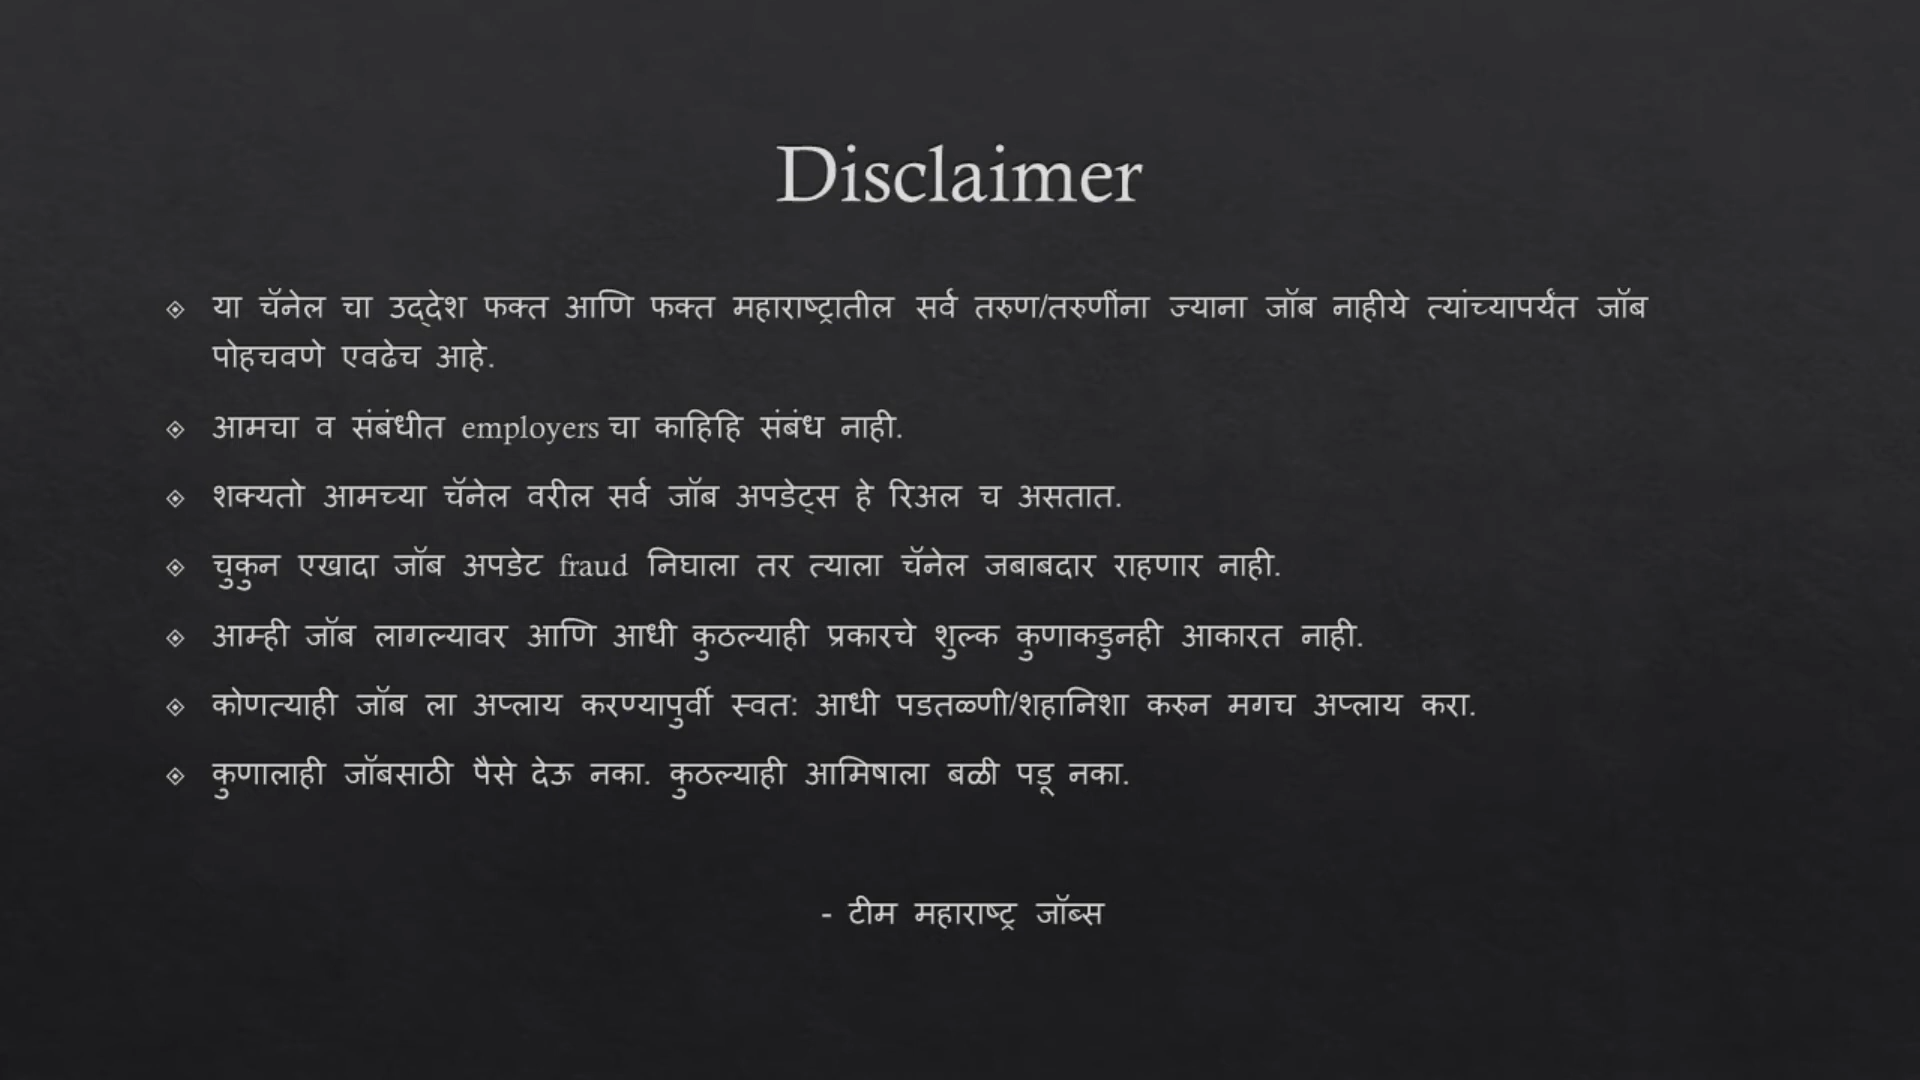 Disclaimer
या चॅनेल चा उद्देश फक्त आणि फक्त महाराष्ट्रातील सर्व तरुण/तरुणींना ज्याना जॉब नाहीये त्यांच्यापर्यंत जॉब
पोहचवणे एवढेच आहे.
आमचा व संबंधीत employers चा काहिहि संबंध नाही.
शक्यतो आमच्या चॅनेल वरील सर्व जॉब अपडेट्स हे रिअल च असतात.
चुकुन एखादा जॉब अपडेट fraud निघाला तर त्याला चॅनेल जबाबदार राहणार नाही.
आम्ही जॉब लागल्यावर आणि आधी कुठल्याही प्रकारचे शुल्क कुणाकडुनही आकारत नाही.
कोणत्याही जॉब ला अप्लाय करण्यापुर्वी स्वत: आधी पडतळ्णी/शहानिशा करुन मगच अप्लाय करा.
कुणालाही जॉबसाठी पैसे देऊ नका. कुठल्याही आमिषाला बळी पडू नका.
- टीम महाराष्ट्र जॉब्स